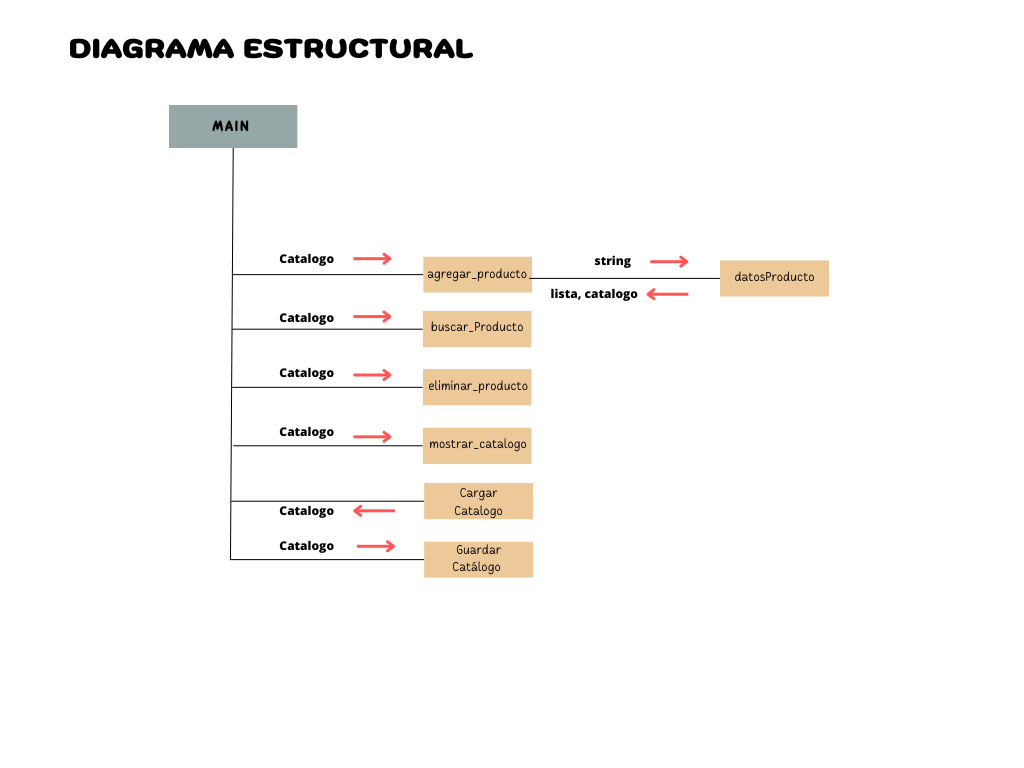 DIAGRAMA ESTRUCTURAL
MAIN
Catalogo
agregar_producto
string
lista, catalogo
datosProducto
Catalogo
buscar_Producto
Catalogo
eliminar_producto
Catalogo
mostrar_catalogo
Catalogo
Cargar
Catalogo
Catalogo
Guardar
Catálogo